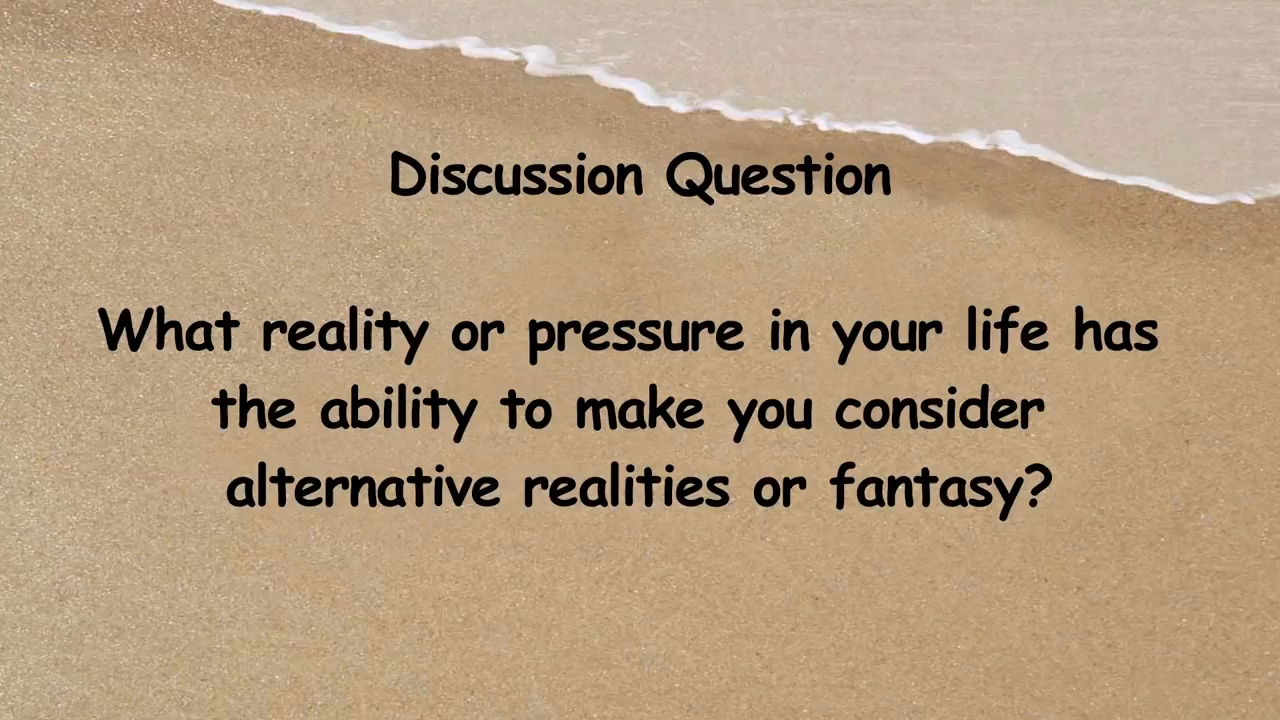 Discussion Question
What reality or pressure in your life has
the ability to make you consider
alternative realities or fantasy?